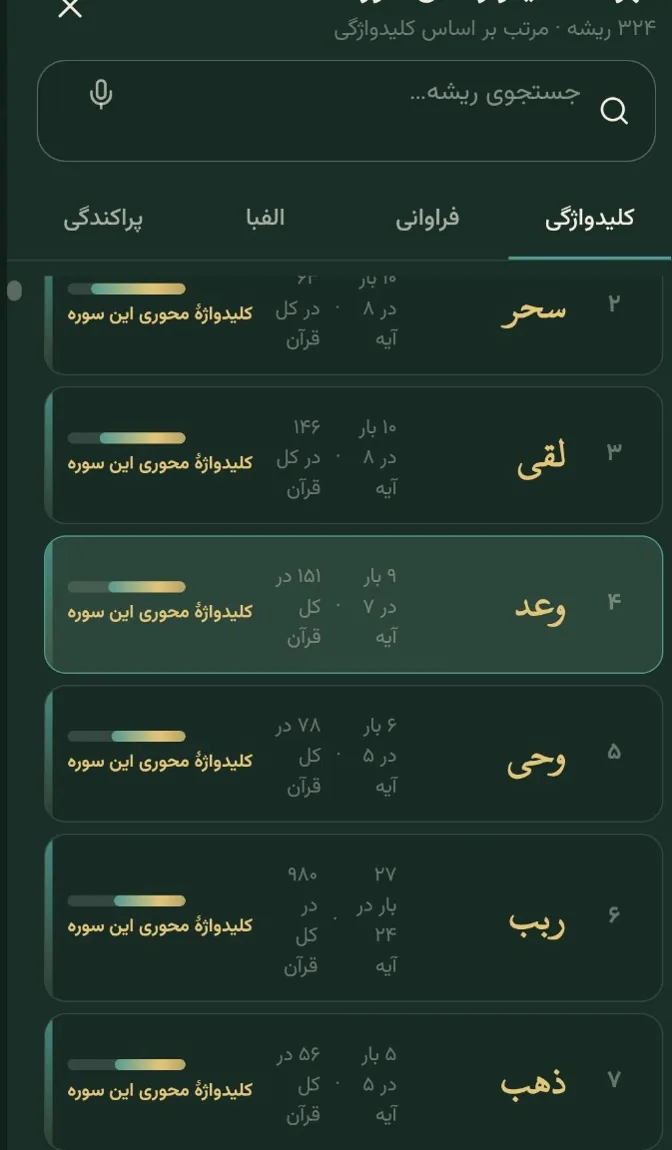 ۳۲۴ ریشه · مرتب بر اساس کلیدواژگی
جستجوی ریشه...
کلیدواژگی
فراوانی
الفبا
پراکندگی
۲
سحر
۱۰ بار
در ۸
آیه
·
۶۳
در کل
قرآن
کلیدواژهٔ محوری این سوره
۳
لقی
۱۰ بار
در ۸
آیه
·
۱۴۶
در کل
قرآن
کلیدواژهٔ محوری این سوره
۴
وعد
۹ بار
در ۷
آیه
·
۱۵۱ در
کل
قرآن
کلیدواژهٔ محوری این سوره
۵
وحی
۶ بار
در ۵
آیه
·
۷۸ در
کل
قرآن
کلیدواژهٔ محوری این سوره
۶
ربب
۲۷
بار در
۲۴
آیه
·
۹۸۰
در
کل
قرآن
کلیدواژهٔ محوری این سوره
۷
ذهب
۵ بار
در ۵
آیه
·
۵۶ در
کل
قرآن
کلیدواژهٔ محوری این سوره